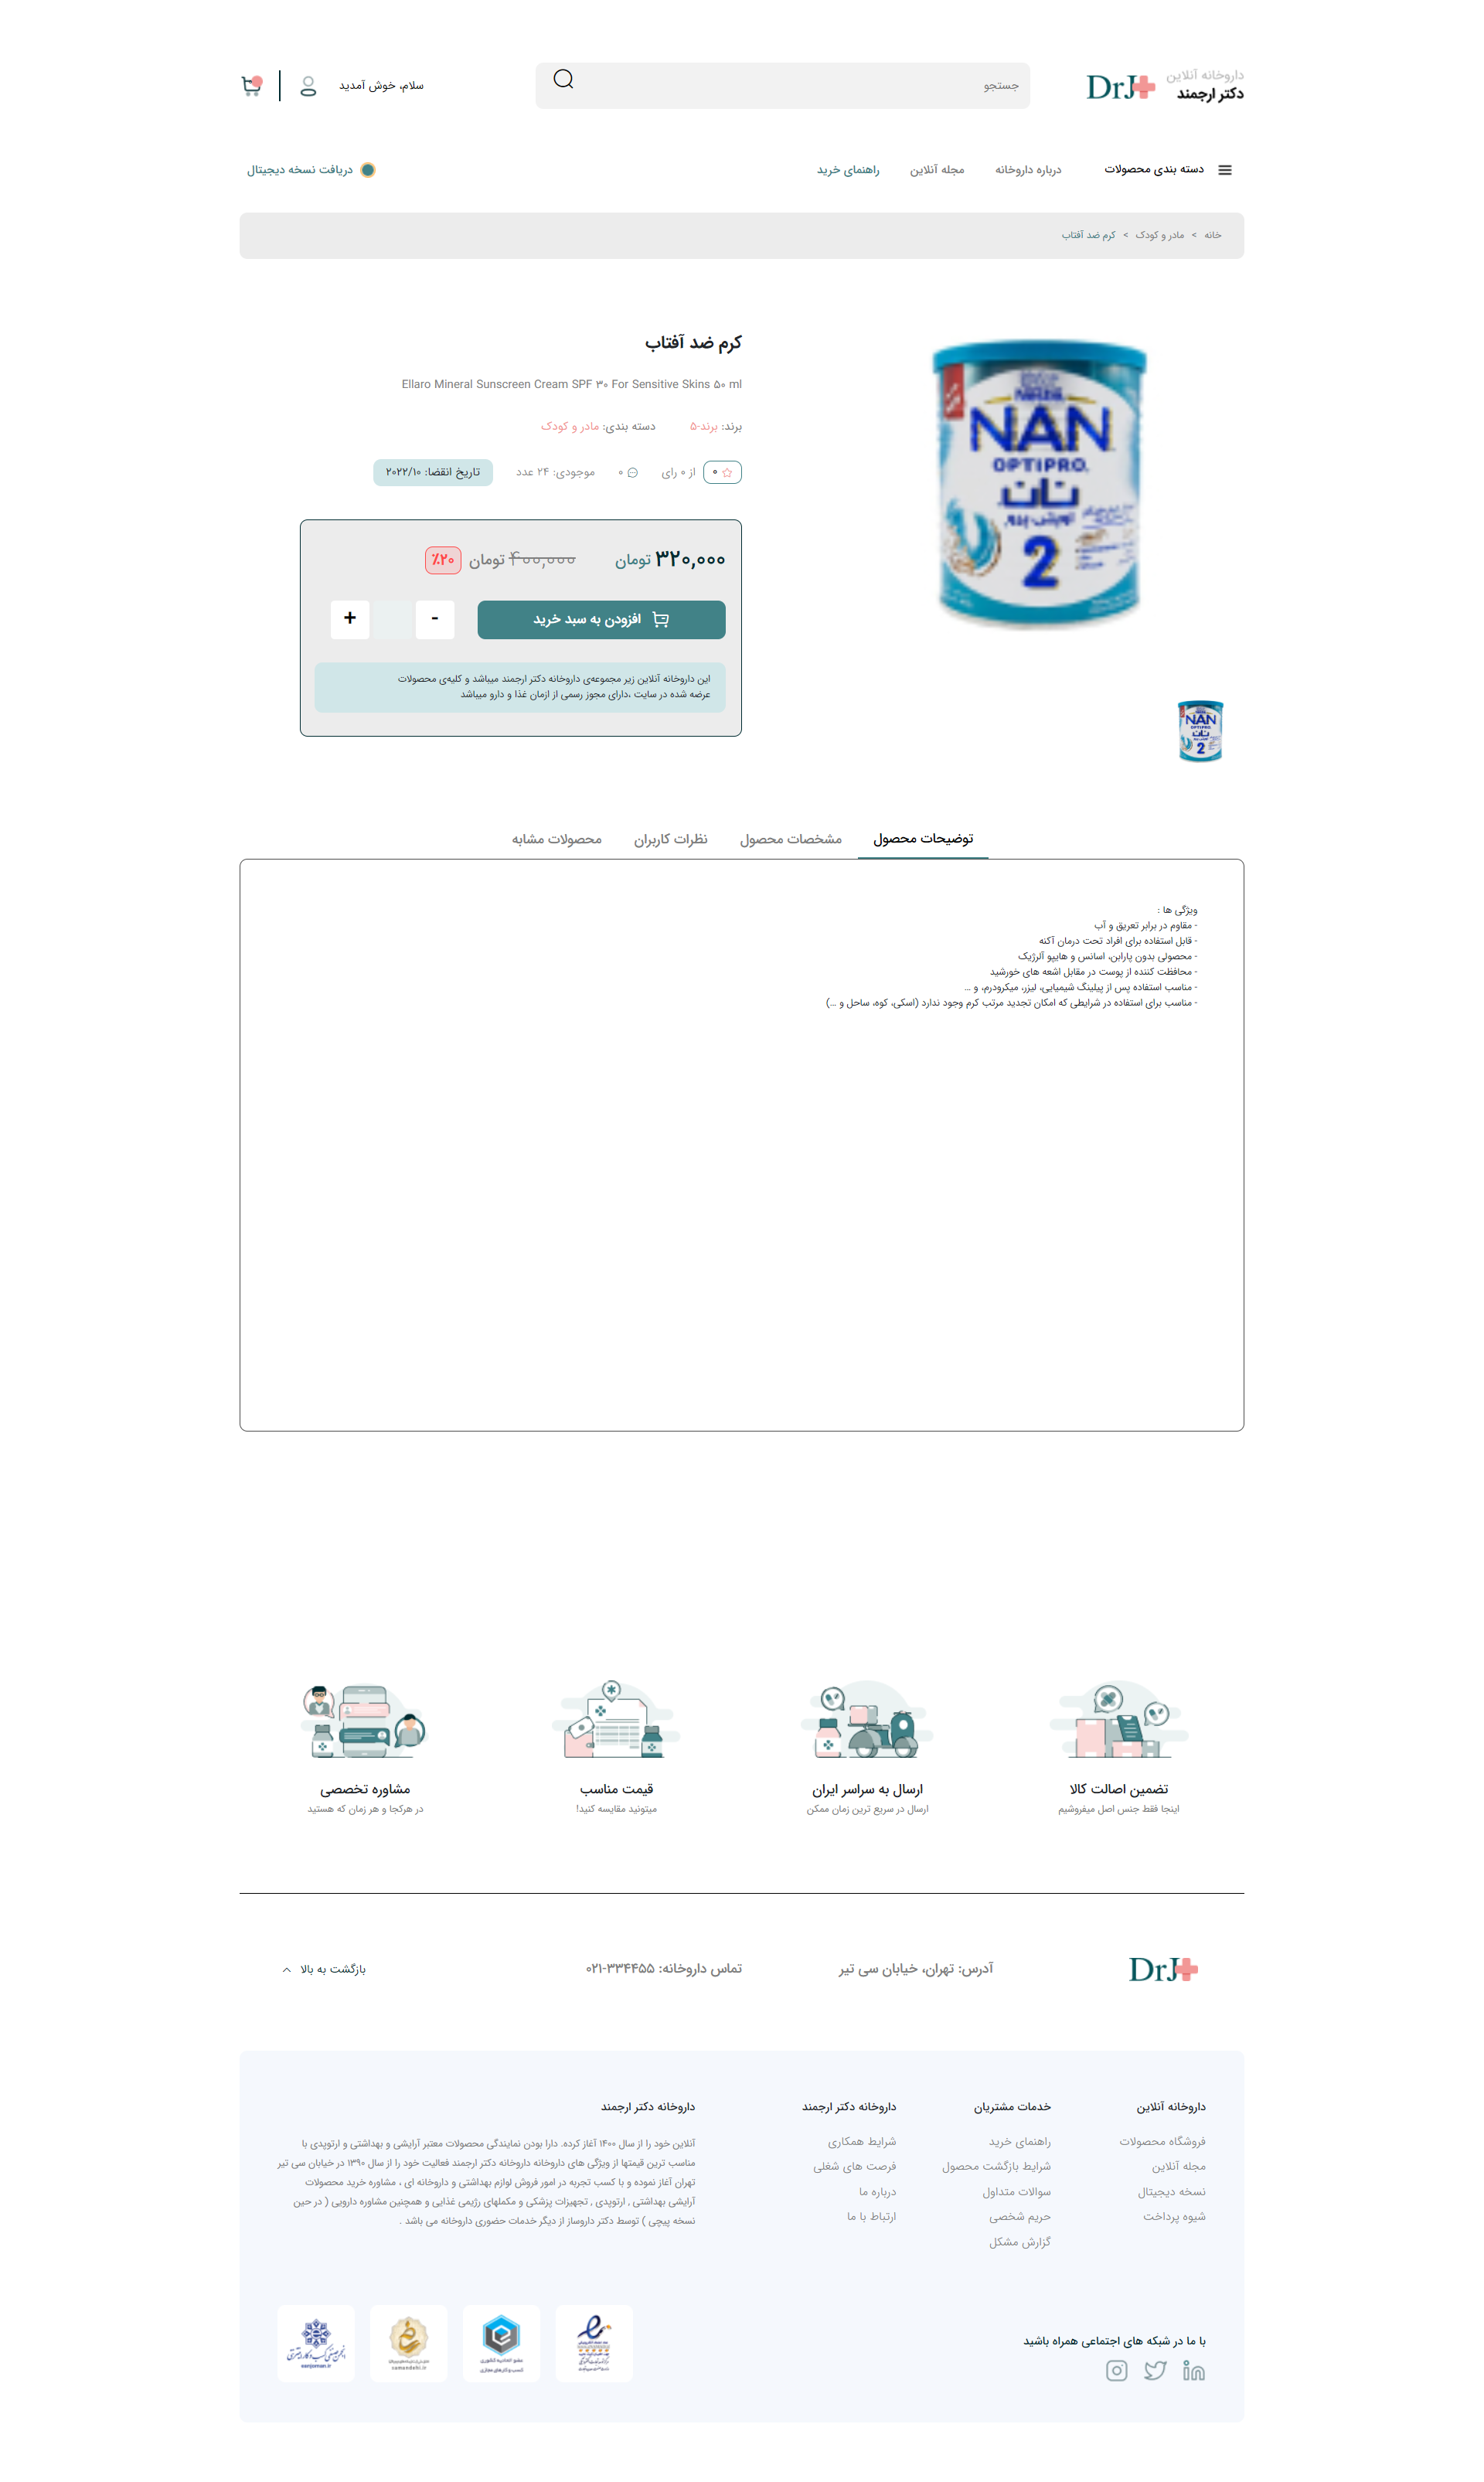 داروخانه آنلاین
دکتر ارجمند
DrJ
جستجو
سلام، خوش آمدید
دسته بندی محصولات
درباره داروخانه
مجله آنلاین
راهنمای خرید
دریافت نسخه دیجیتال
خانه > مادر و کودک > کرم ضد آفتاب
NAN
OPTIPRO
نان
2
کرم ضد آفتاب
Ellaro Mineral Sunscreen Cream SPF ۳۰ For Sensitive Skins ۵۰ ml
برند: برند-۵
دسته بندی: مادر و کودک
۰
از ۰ رای
۰
موجودی: ۲۴ عدد
تاریخ انقضا: ۲۰۲۲/۱۰
۳۲۰,۰۰۰ تومان
۴۰۰,۰۰۰ تومان
٪۲۰
افزودن به سبد خرید
-
+
این داروخانه آنلاین زیر مجموعه‌ی داروخانه دکتر ارجمند میباشد و کلیه‌ی محصولات
عرضه شده در سایت ،دارای مجوز رسمی از ازمان غذا و دارو میباشد
NAN
2
توضیحات محصول
مشخصات محصول
نظرات کاربران
محصولات مشابه
ویژگی ها :
- مقاوم در برابر تعریق و آب
- قابل استفاده برای افراد تحت درمان آکنه
- محصولی بدون پارابن، اسانس و هایپو آلرژیک
- محافظت کننده از پوست در مقابل اشعه های خورشید
- مناسب استفاده پس از پیلینگ شیمیایی، لیزر، میکرودرم، و ...
- مناسب برای استفاده در شرایطی که امکان تجدید مرتب کرم وجود ندارد (اسکی، کوه، ساحل و ...)
تضمین اصالت کالا
اینجا فقط جنس اصل میفروشیم
ارسال به سراسر ایران
ارسال در سریع ترین زمان ممکن
قیمت مناسب
میتونید مقایسه کنید!
مشاوره تخصصی
در هرکجا و هر زمان که هستید
DrJ
آدرس: تهران، خیابان سی تیر
تماس داروخانه: ۰۲۱-۳۳۴۴۵۵
بازگشت به بالا
داروخانه آنلاین
فروشگاه محصولات
مجله آنلاین
نسخه دیجیتال
شیوه پرداخت
خدمات مشتریان
راهنمای خرید
شرایط بازگشت محصول
سوالات متداول
حریم شخصی
گزارش مشکل
داروخانه دکتر ارجمند
شرایط همکاری
فرصت های شغلی
درباره ما
ارتباط با ما
داروخانه دکتر ارجمند
آنلاین خود را از سال ۱۴۰۰ آغاز کرده. دارا بودن نمایندگی محصولات معتبر آرایشی و بهداشتی و ارتوپدی با
مناسب ترین قیمتها از ویژگی های داروخانه داروخانه دکتر ارجمند فعالیت خود را از سال ۱۳۹۰ در خیابان سی تیر
تهران آغاز نموده و با کسب تجربه در امور فروش لوازم بهداشتی و داروخانه ای ، مشاوره خرید محصولات
آرایشی بهداشتی , ارتوپدی , تجهیزات پزشکی و مکملهای رژیمی غذایی و همچنین مشاوره دارویی ( در حین
نسخه پیچی ) توسط دکتر داروساز از دیگر خدمات حضوری داروخانه می باشد .
با ما در شبکه های اجتماعی همراه باشید
عضو اتحادیه کشوری
کسب و کارهای مجازی
samandehi.ir
انجمن صنفی کسب و کار اینترنتی
eanjoman.ir